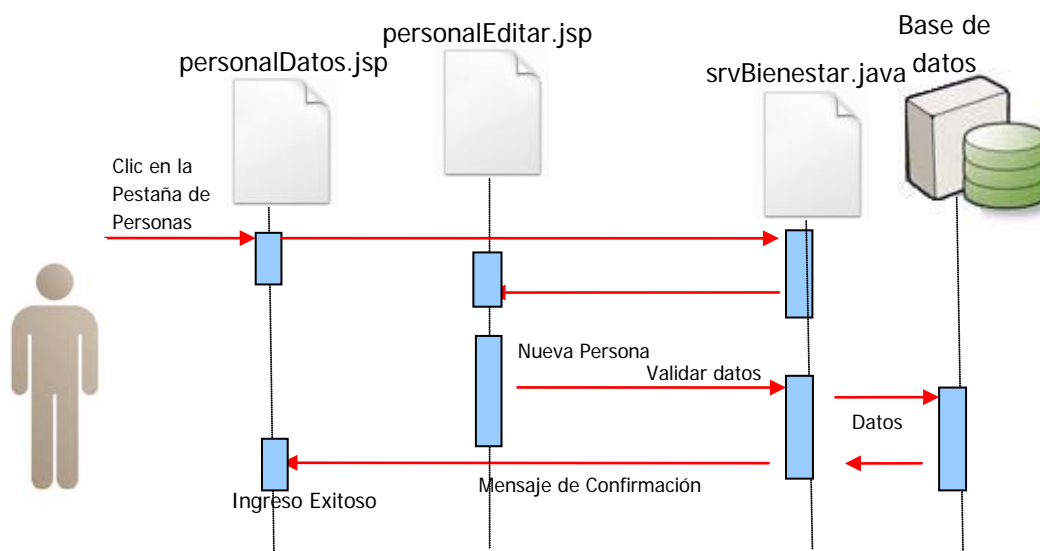 personalDatos.jsp
personalEditar.jsp
srvBienestar.java
Base de
datos
Clic en la
Pestaña de
Personas
Nueva Persona
Validar datos
Datos
Mensaje de Confirmación
Ingreso Exitoso